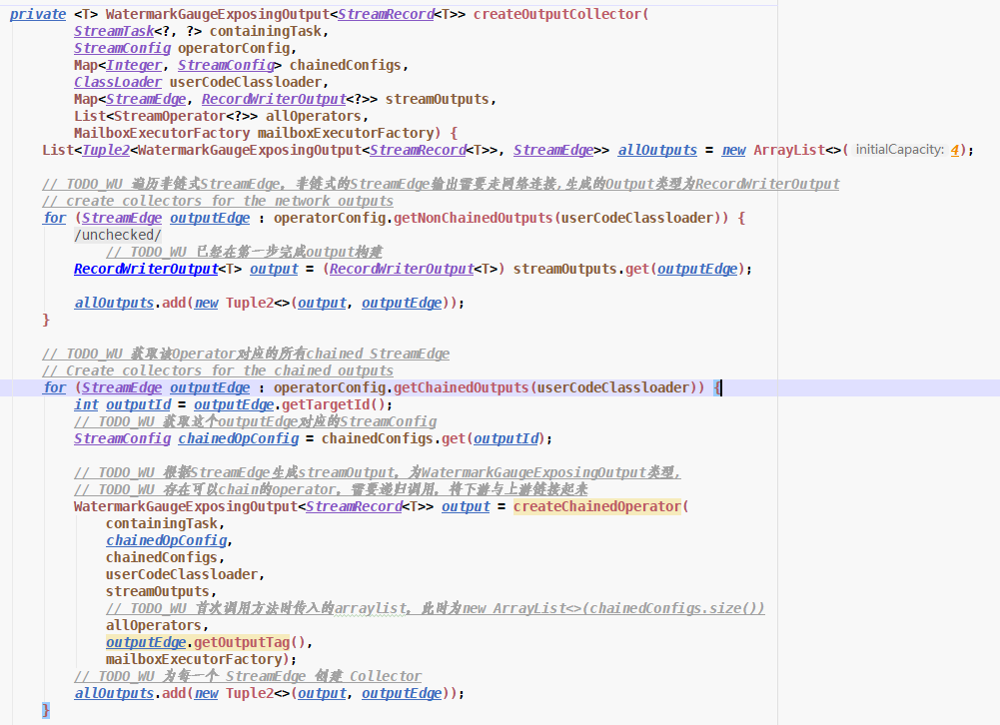 private <T> WatermarkGaugeExposingOutput<StreamRecord<T>> createOutputCollector(
StreamTask<?, ?> containingTask,
StreamConfig operatorConfig,
Map<Integer, StreamConfig> chainedConfigs,
ClassLoader userCodeClassloader,
Map<StreamEdge, RecordWriterOutput<?>> streamOutputs,
List<StreamOperator<?>> allOperators,
MailboxExecutorFactory mailboxExecutorFactory) {
List<Tuple2<WatermarkGaugeExposingOutput<StreamRecord<T>>, StreamEdge>> allOutputs = new ArrayList<>( initialCapacity: 4);
// TODO_WU 遍历非链式StreamEdge, 非链式的StreamEdge输出需要走网络连接,生成的Output类型为RecordWriterOutput
// create collectors for the network outputs
for (StreamEdge outputEdge : operatorConfig.getNonChainedOutputs(userCodeClassloader)) {
/unchecked/
// TODO_WU 已经在第一步完成output构建
RecordWriterOutput<T> output = (RecordWriterOutput<T>) streamOutputs.get(outputEdge);
allOutputs.add(new Tuple2<>(output, outputEdge));
}
// TODO_WU 获取该Operator对应的所有chained StreamEdge
// Create collectors for the chained outputs
for (StreamEdge outputEdge : operatorConfig.getChainedOutputs(userCodeClassloader)) {
int outputId = outputEdge.getTargetId();
// TODO_WU 获取这个outputEdge对应的StreamConfig
StreamConfig chainedOpConfig = chainedConfigs.get(outputId);
// TODO_WU 根据StreamEdge生成streamOutput, 为WatermarkGaugeExposingOutput类型,
// TODO_WU 存在可以chain的operator, 需要递归调用, 将下游与上游链接起来
WatermarkGaugeExposingOutput<StreamRecord<T>> output = createChainedOperator(
containingTask,
chainedOpConfig,
chainedConfigs,
userCodeClassloader,
streamOutputs,
// TODO_WU 首次调用方法时传入的arraylist, 此时为new ArrayList<>(chainedConfigs.size())
allOperators,
outputEdge.getOutputTag(),
mailboxExecutorFactory);
// TODO_WU 为每一个 StreamEdge 创建 Collector
allOutputs.add(new Tuple2<>(output, outputEdge));
}